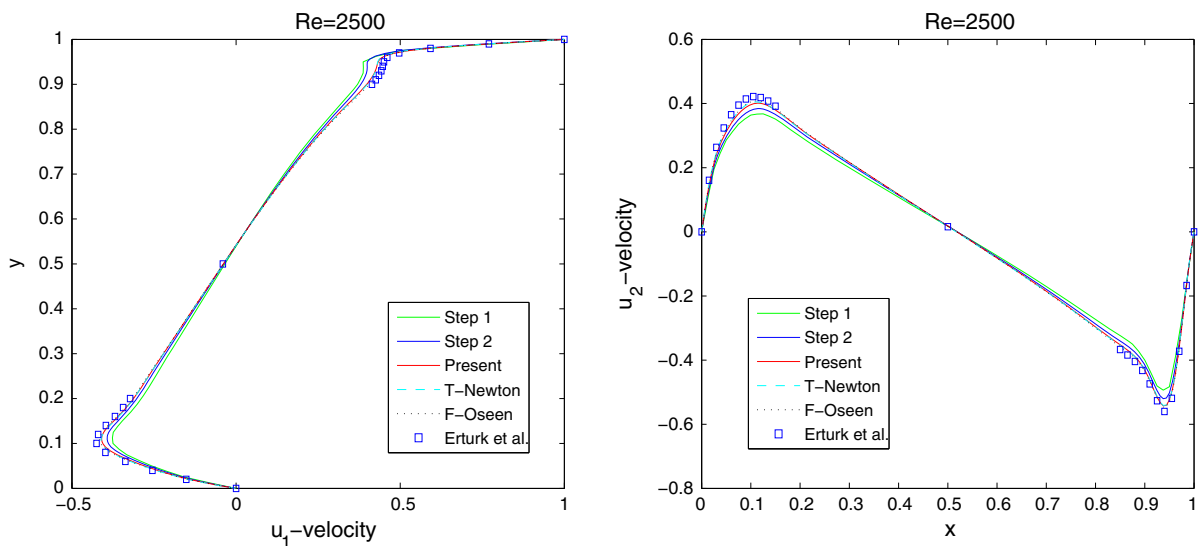 Re=2500
1
0.9
0.8
0.7
0.6
0.5
0.4
0.3
0.2
0.1
0
y
−0.5
0
0.5
1
u1−velocity
Step 1
Step 2
Present
T−Newton
F−Oseen
Erturk et al.
Re=2500
0.6
0.4
0.2
0
−0.2
−0.4
−0.6
−0.8
u2−velocity
0
0.1
0.2
0.3
0.4
0.5
0.6
0.7
0.8
0.9
1
x
Step 1
Step 2
Present
T−Newton
F−Oseen
Erturk et al.